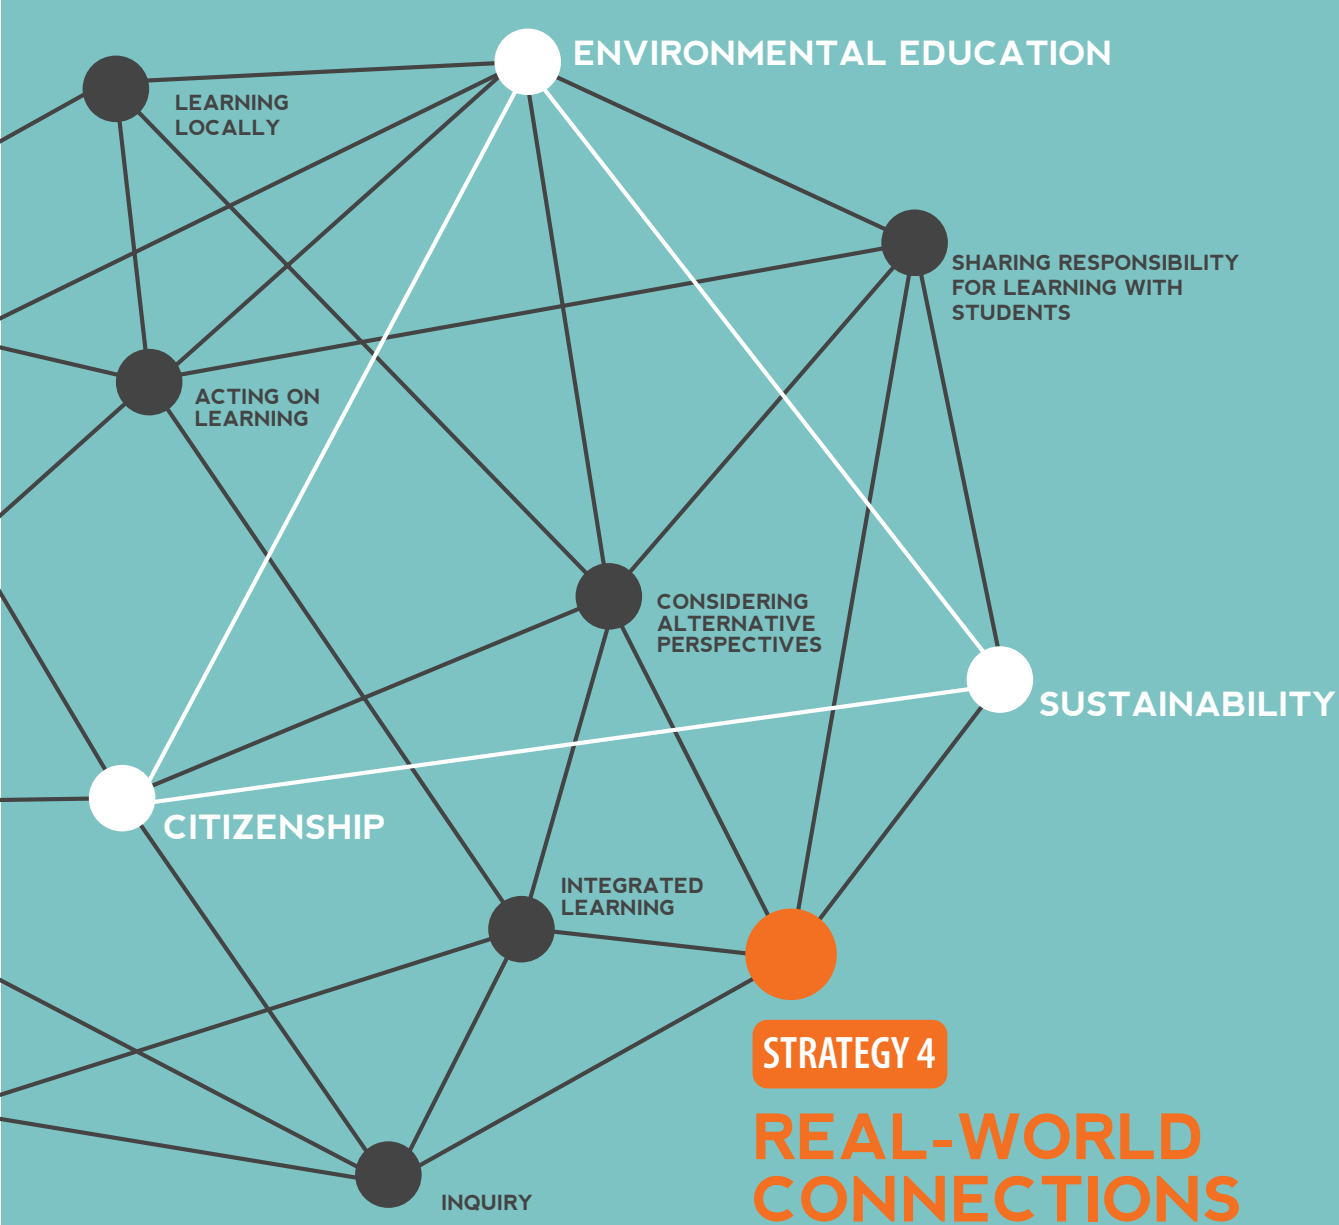 ENVIRONMENTAL EDUCATION
LEARNING
LOCALLY
SHARING RESPONSIBILITY
FOR LEARNING WITH
STUDENTS
ACTING ON
LEARNING
CONSIDERING
ALTERNATIVE
PERSPECTIVES
SUSTAINABILITY
CITIZENSHIP
INTEGRATED
LEARNING
STRATEGY 4
REAL-WORLD
CONNECTIONS
INQUIRY